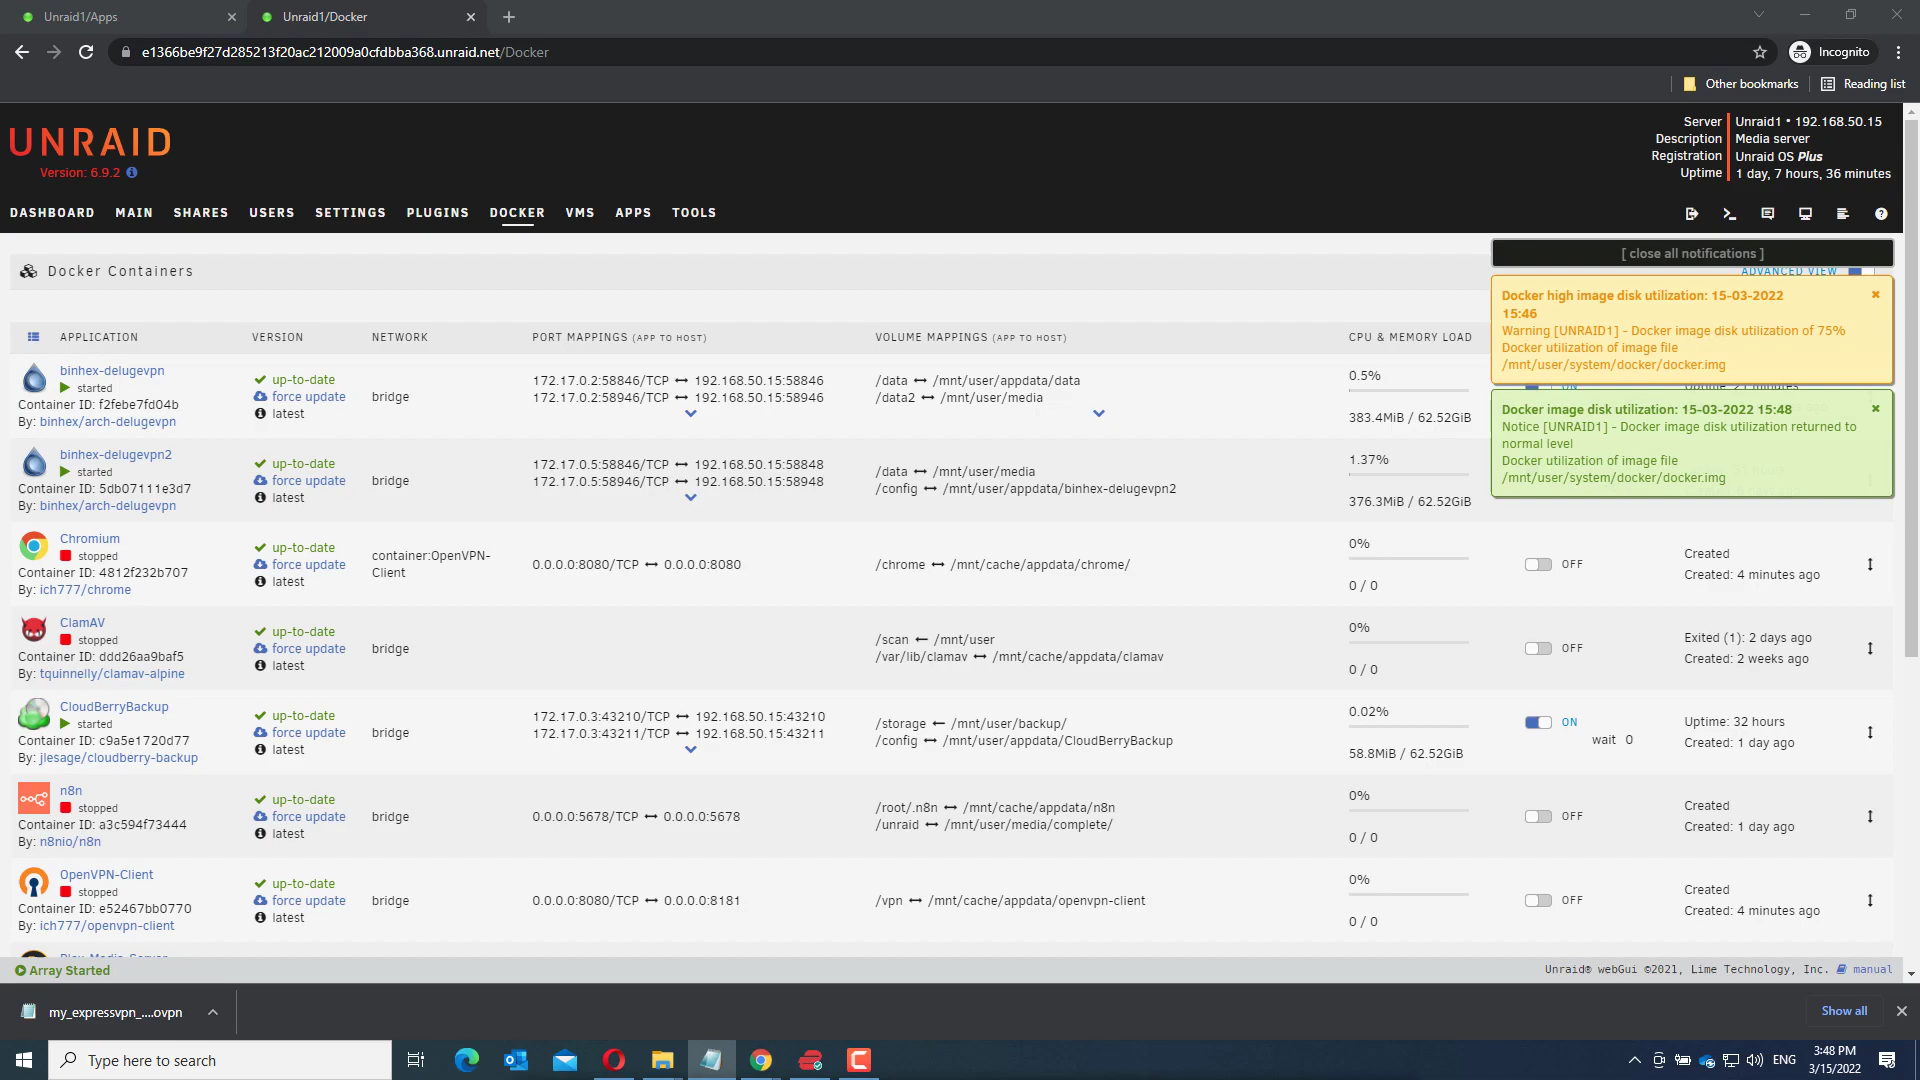 Unraid1/Apps
Unraid1/Docker
e1366be9f27d285213f20ac212009a0cfdbba368.unraid.net/Docker
Incognito
Other bookmarks
Reading list
UNRAID
Version: 6.9.2
Server Unraid1 • 192.168.50.15
Description Media server
Registration Unraid OS Plus
Uptime 1 day, 7 hours, 36 minutes
DASHBOARD MAIN SHARES USERS SETTINGS PLUGINS DOCKER VMS APPS TOOLS
[ close all notifications ]
Docker Containers
ADVANCED VIEW
Docker high image disk utilization: 15-03-2022
15:46
Warning [UNRAID1] - Docker image disk utilization of 75%
Docker utilization of image file
/mnt/user/system/docker/docker.img
Docker image disk utilization: 15-03-2022 15:48
Notice [UNRAID1] - Docker image disk utilization returned to
normal level
Docker utilization of image file
/mnt/user/system/docker/docker.img
APPLICATION VERSION NETWORK PORT MAPPINGS (APP TO HOST) VOLUME MAPPINGS (APP TO HOST) CPU & MEMORY LOAD
binhex-delugevpn
started
Container ID: f2febe7fd04b
By: binhex/arch-delugevpn
up-to-date
force update
latest
bridge
172.17.0.2:58846/TCP ↔ 192.168.50.15:58846
172.17.0.2:58946/TCP ↔ 192.168.50.15:58946
/data ↔ /mnt/user/appdata/data
/data2 ↔ /mnt/user/media
0.5%
383.4MiB / 62.52GiB
binhex-delugevpn2
started
Container ID: 5db07111e3d7
By: binhex/arch-delugevpn
up-to-date
force update
latest
bridge
172.17.0.5:58846/TCP ↔ 192.168.50.15:58848
172.17.0.5:58946/TCP ↔ 192.168.50.15:58948
/data ↔ /mnt/user/media
/config ↔ /mnt/user/appdata/binhex-delugevpn2
1.37%
376.3MiB / 62.52GiB
Chromium
stopped
Container ID: 4812f232b707
By: ich777/chrome
up-to-date
force update
latest
container:OpenVPN-
Client
0.0.0.0:8080/TCP ↔ 0.0.0.0:8080
/chrome ↔ /mnt/cache/appdata/chrome/
0%
0 / 0
OFF
Created
Created: 4 minutes ago
ClamAV
stopped
Container ID: ddd26aa9baf5
By: tquinnelly/clamav-alpine
up-to-date
force update
latest
bridge
/scan ← /mnt/user
/var/lib/clamav ↔ /mnt/cache/appdata/clamav
0%
0 / 0
OFF
Exited (1): 2 days ago
Created: 2 weeks ago
CloudBerryBackup
started
Container ID: c9a5e1720d77
By: jlesage/cloudberry-backup
up-to-date
force update
latest
bridge
172.17.0.3:43210/TCP ↔ 192.168.50.15:43210
172.17.0.3:43211/TCP ↔ 192.168.50.15:43211
/storage ← /mnt/user/backup/
/config ↔ /mnt/user/appdata/CloudBerryBackup
0.02%
58.8MiB / 62.52GiB
ON
wait 0
Uptime: 32 hours
Created: 1 day ago
n8n
stopped
Container ID: a3c594f73444
By: n8nio/n8n
up-to-date
force update
latest
bridge
0.0.0.0:5678/TCP ↔ 0.0.0.0:5678
/root/.n8n ↔ /mnt/cache/appdata/n8n
/unraid ↔ /mnt/user/media/complete/
0%
0 / 0
OFF
Created
Created: 1 day ago
OpenVPN-Client
stopped
Container ID: e52467bb0770
By: ich777/openvpn-client
up-to-date
force update
latest
bridge
0.0.0.0:8080/TCP ↔ 0.0.0.0:8181
/vpn ↔ /mnt/cache/appdata/openvpn-client
0%
0 / 0
OFF
Created
Created: 4 minutes ago
Array Started
Unraid® webGui ©2021, Lime Technology, Inc. manual
my_expressvpn_....ovpn
Show all
Type here to search
ENG
3:48 PM
3/15/2022